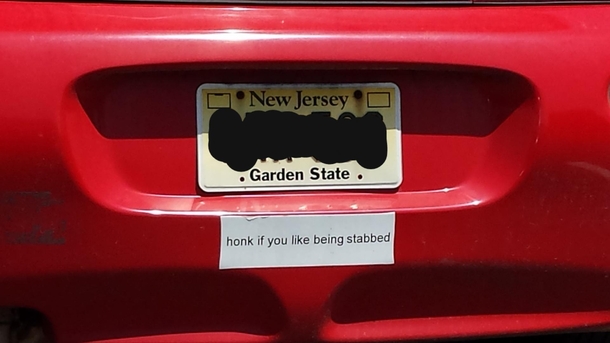 New Jersey
Garden State
honk if you like being stabbed